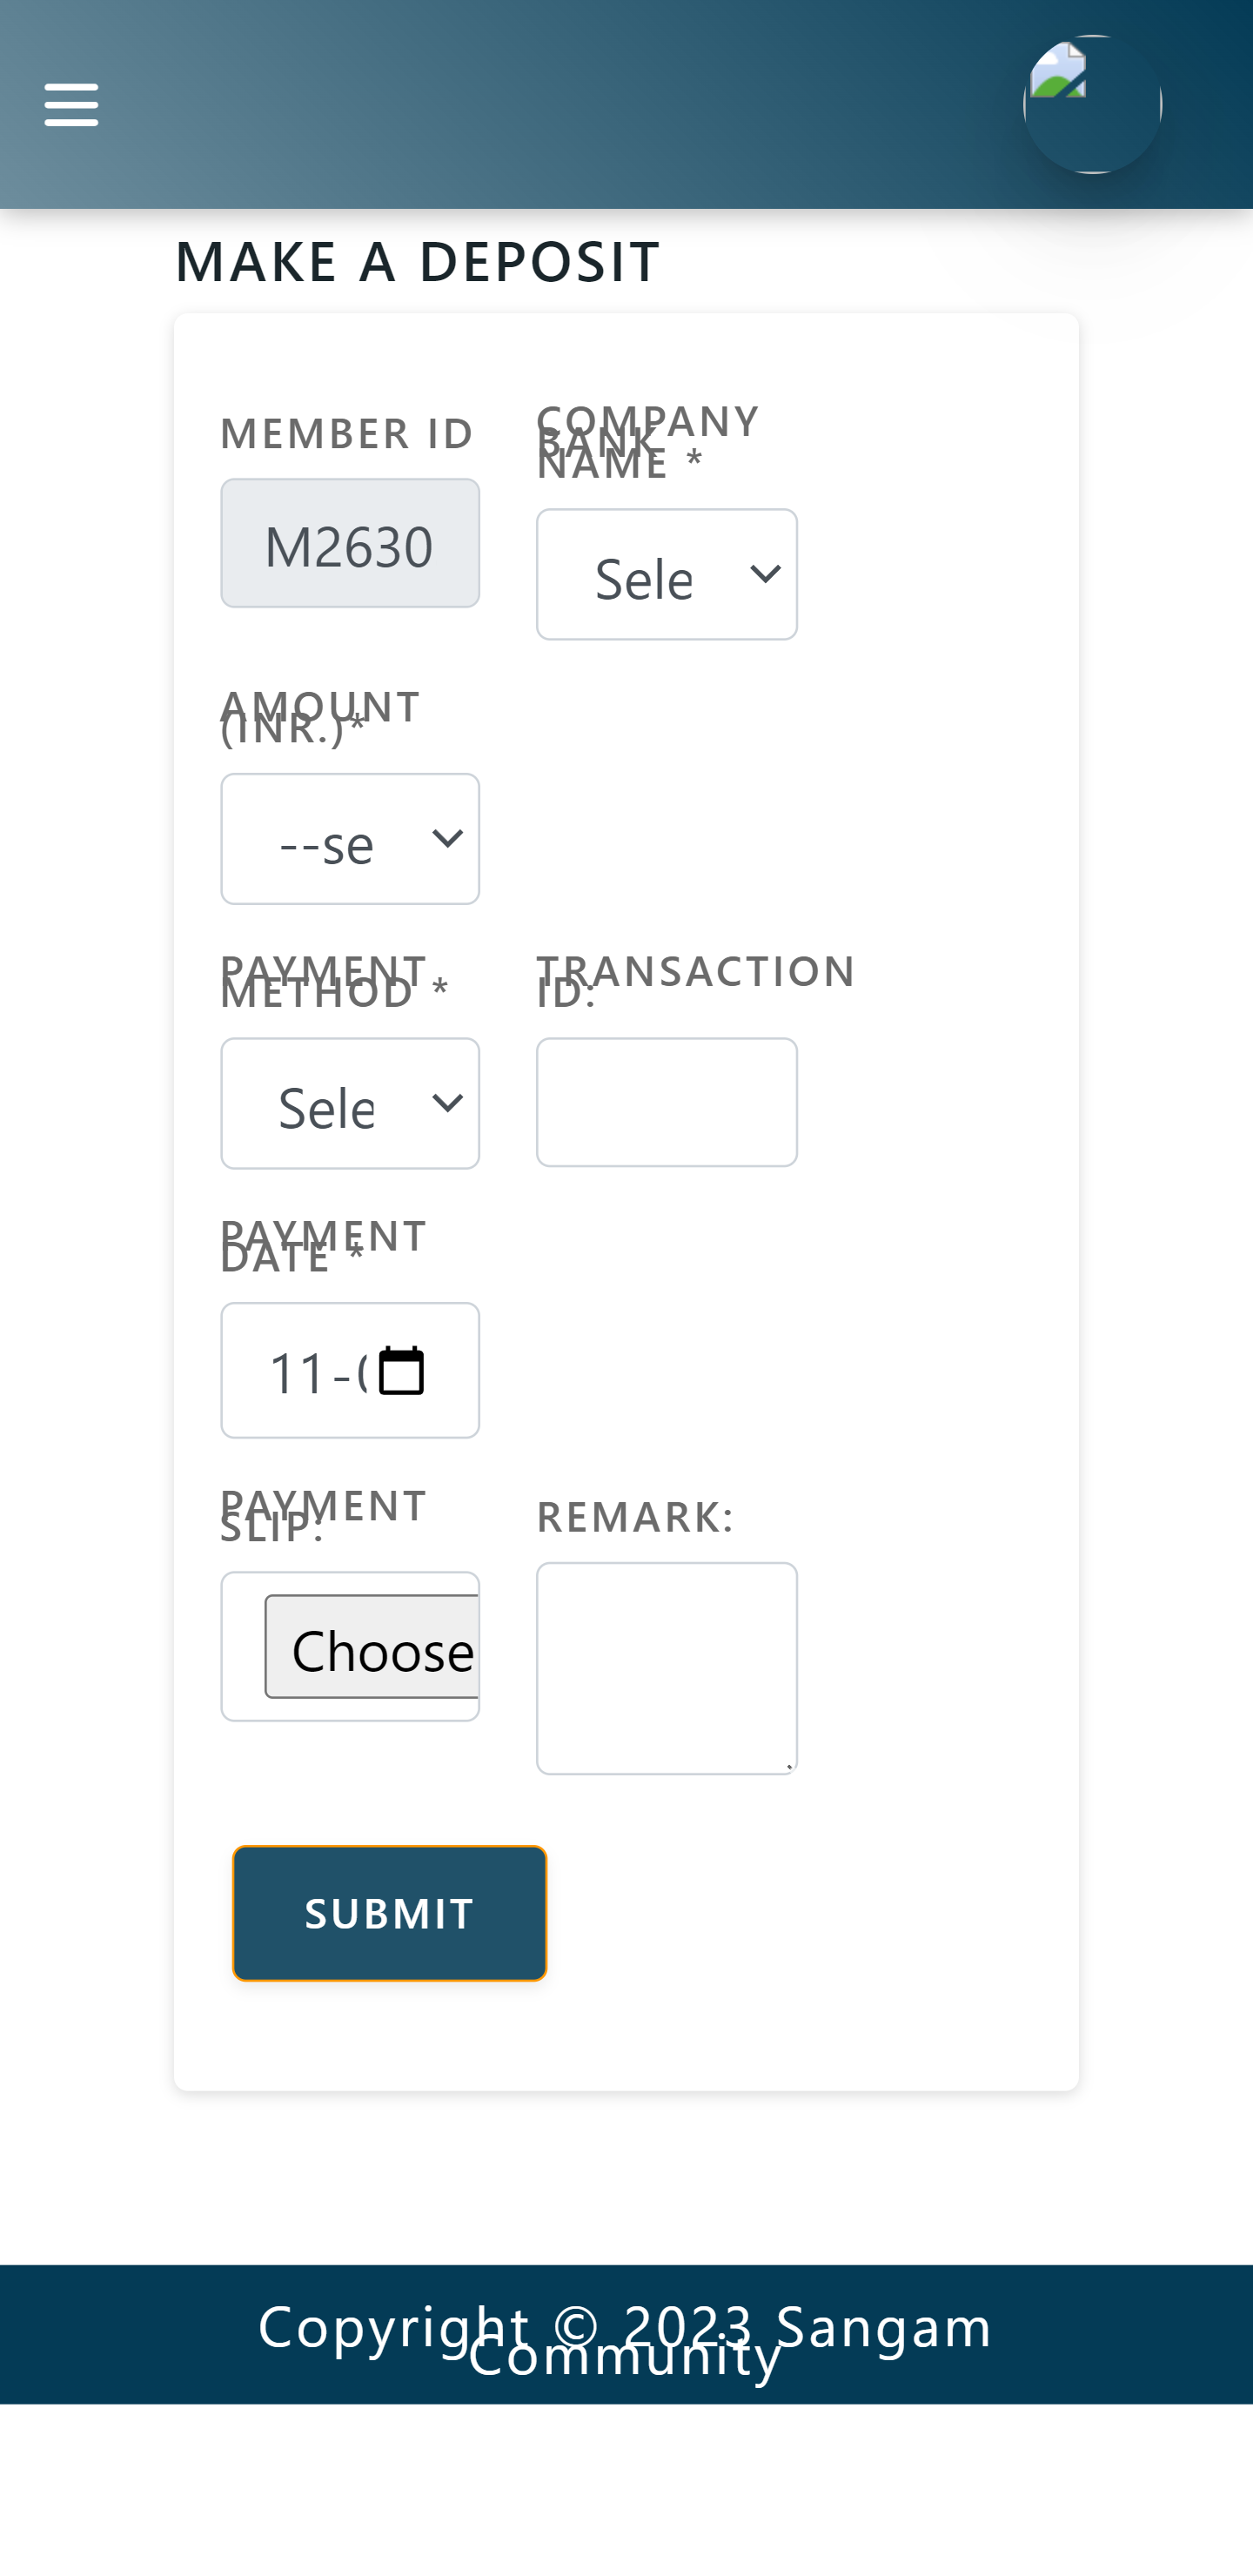 MAKE A DEPOSIT
MEMBER ID
M2630
COMPANY
BANK
NAME *
Sele
AMOUNT
(INR.)*
--se
PAYMENT
METHOD *
Sele
TRANSACTION
ID:
PAYMENT
DATE *
11-0
PAYMENT
SLIP:
Choose
REMARK:
SUBMIT
Copyright © 2023 Sangam
Community